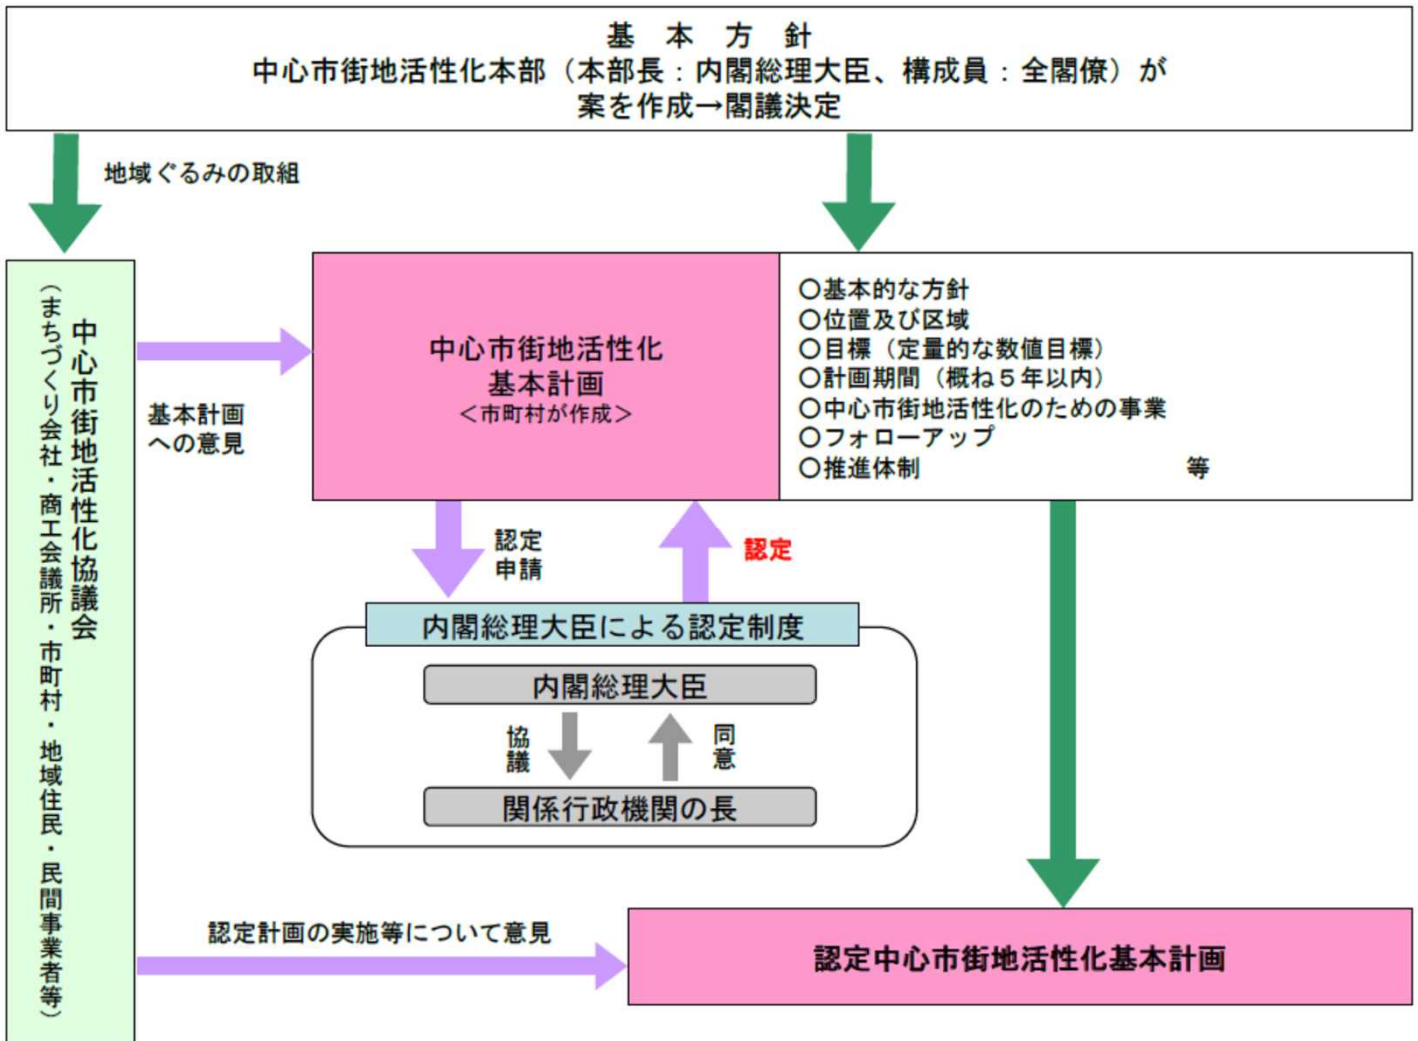 基　本　方　針
中心市街地活性化本部（本部長：内閣総理大臣、構成員：全閣僚）が
案を作成→閣議決定
地域ぐるみの取組
中心市街地活性化協議会
（まちづくり会社・商工会議所・市町村・地域住民・民間事業者等）
基本計画
への意見
中心市街地活性化
基本計画
＜市町村が作成＞
〇基本的な方針
〇位置及び区域
〇目標（定量的な数値目標）
〇計画期間（概ね５年以内）
〇中心市街地活性化のための事業
〇フォローアップ
〇推進体制　　　　　　　　　　　等
認定
申請
認定
内閣総理大臣による認定制度
内閣総理大臣
協議
同意
関係行政機関の長
認定計画の実施等について意見
認定中心市街地活性化基本計画